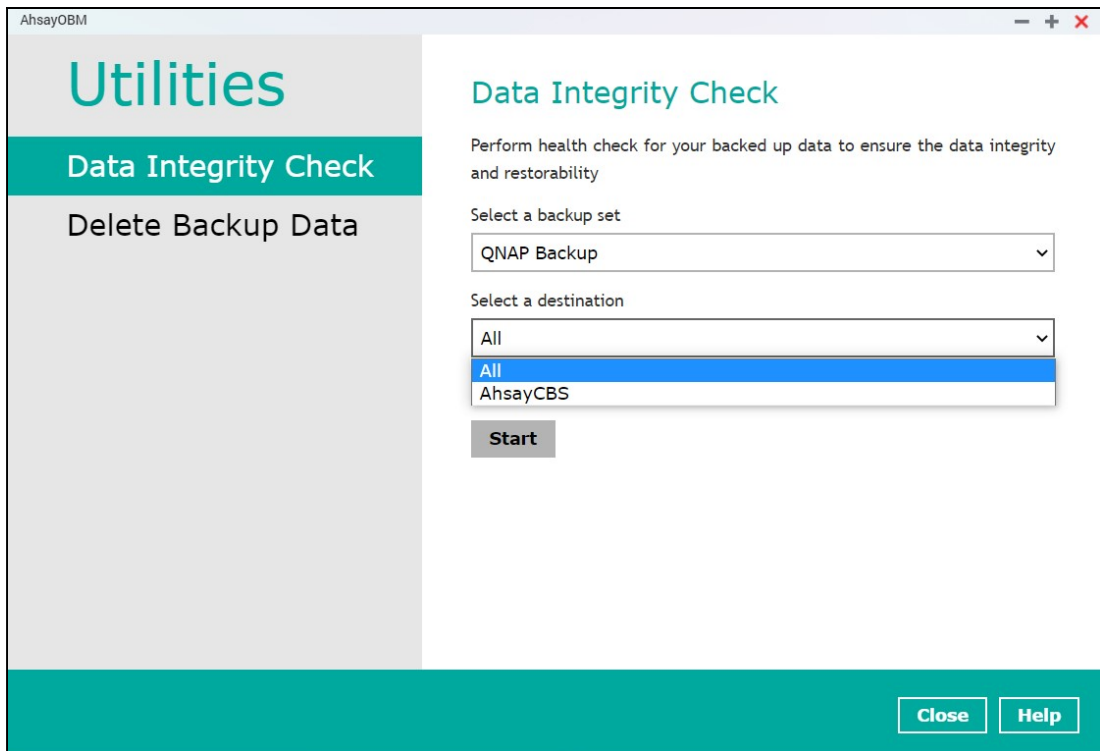 AhsayOBM
Utilities
Data Integrity Check
Delete Backup Data
Data Integrity Check
Perform health check for your backed up data to ensure the data integrity
and restorability
Select a backup set
QNAP Backup
Select a destination
All
All
AhsayCBS
Start
Close
Help